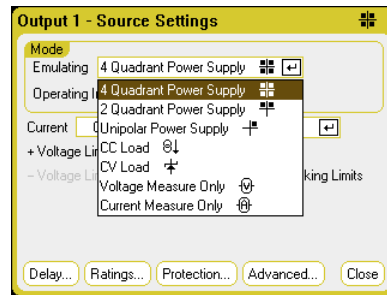 Output 1 - Source Settings
Mode
Emulating 4 Quadrant Power Supply
Operating 4 Quadrant Power Supply
2 Quadrant Power Supply
Current Unipolar Power Supply
+ Voltage CC Load
CV Load
- Voltage king Limits
Voltage Measure Only
Current Measure Only
Delay... Ratings... Protection... Advanced... Close